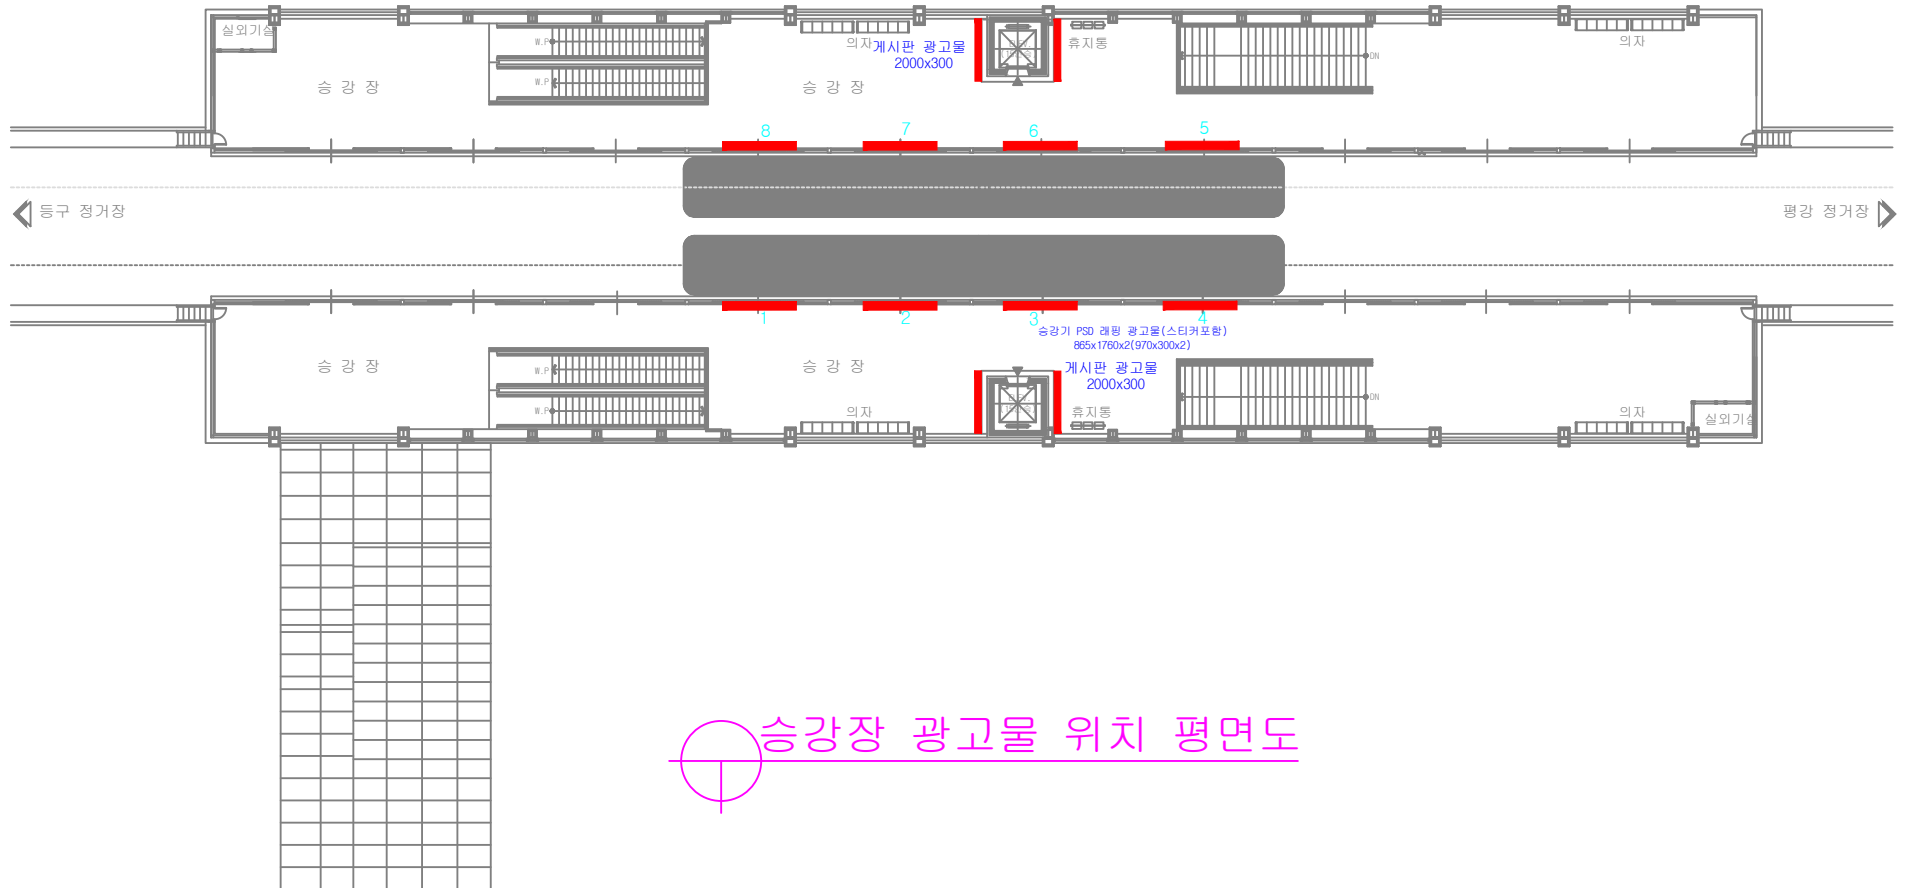 실외기실
W.P
W.P
의자
게시판 광고물
2000x300
휴지통
DN
의자
승 강 장
승 강 장
8
7
6
5
등구 정거장
평강 정거장
1
2
3
4
승강기 PSD 래핑 광고물(스티커포함)
865x1760x2(970x300x2)
승 강 장
승 강 장
게시판 광고물
2000x300
W.P
W.P
의자
휴지통
DN
의자
실외기실
승강장 광고물 위치 평면도